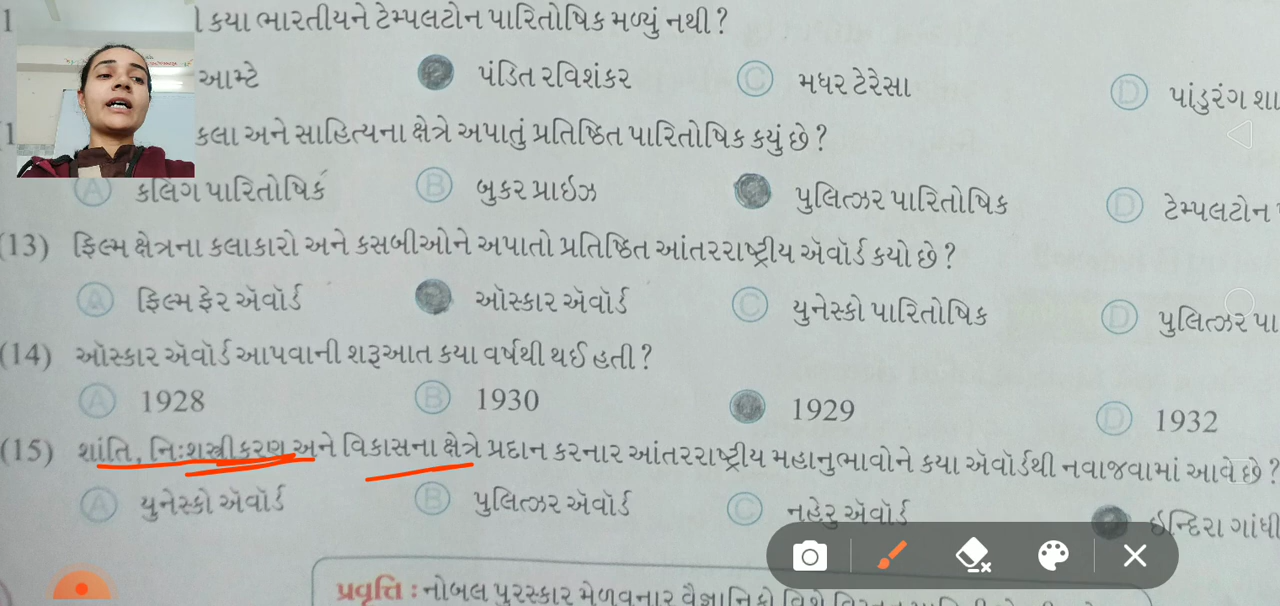 કયા ભારતીયને ટેમ્પલટોન પારિતોષિક મળ્યું નથી ?
આમ્ટે પંડિત રવિશંકર C મધર ટેરેસા D પાંડુરંગ શા
કલા અને સાહિત્યના ક્ષેત્રે અપાતું પ્રતિષ્ઠિત પારિતોષિક કયું છે ?
A કલિંગ પારિતોષિક B બુકર પ્રાઇઝ પુલિત્ઝર પારિતોષિક D ટેમ્પલટોન
(13) ફિલ્મ ક્ષેત્રના કલાકારો અને કસબીઓને અપાતો પ્રતિષ્ઠિત આંતરરાષ્ટ્રીય ઍવૉર્ડ કયો છે ?
A ફિલ્મ ફેર ઍવૉર્ડ ઑસ્કાર ઍવૉર્ડ C યુનેસ્કો પારિતોષિક D પુલિત્ઝર પા
(14) ઑસ્કાર ઍવૉર્ડ આપવાની શરૂઆત કયા વર્ષથી થઈ હતી ?
A 1928 B 1930 1929 D 1932
(15) શાંતિ, નિઃશસ્ત્રીકરણ અને વિકાસના ક્ષેત્રે પ્રદાન કરનાર આંતરરાષ્ટ્રીય મહાનુભાવોને કયા ઍવૉર્ડથી નવાજવામાં આવે છે ?
A યુનેસ્કો ઍવૉર્ડ B પુલિત્ઝર ઍવૉર્ડ C નહેરુ ઍવૉર્ડ ઇન્દિરા ગાંધી
પ્રવૃત્તિ : નોબલ પુરસ્કાર મેળવનાર વૈજ્ઞાનિકો વિશે